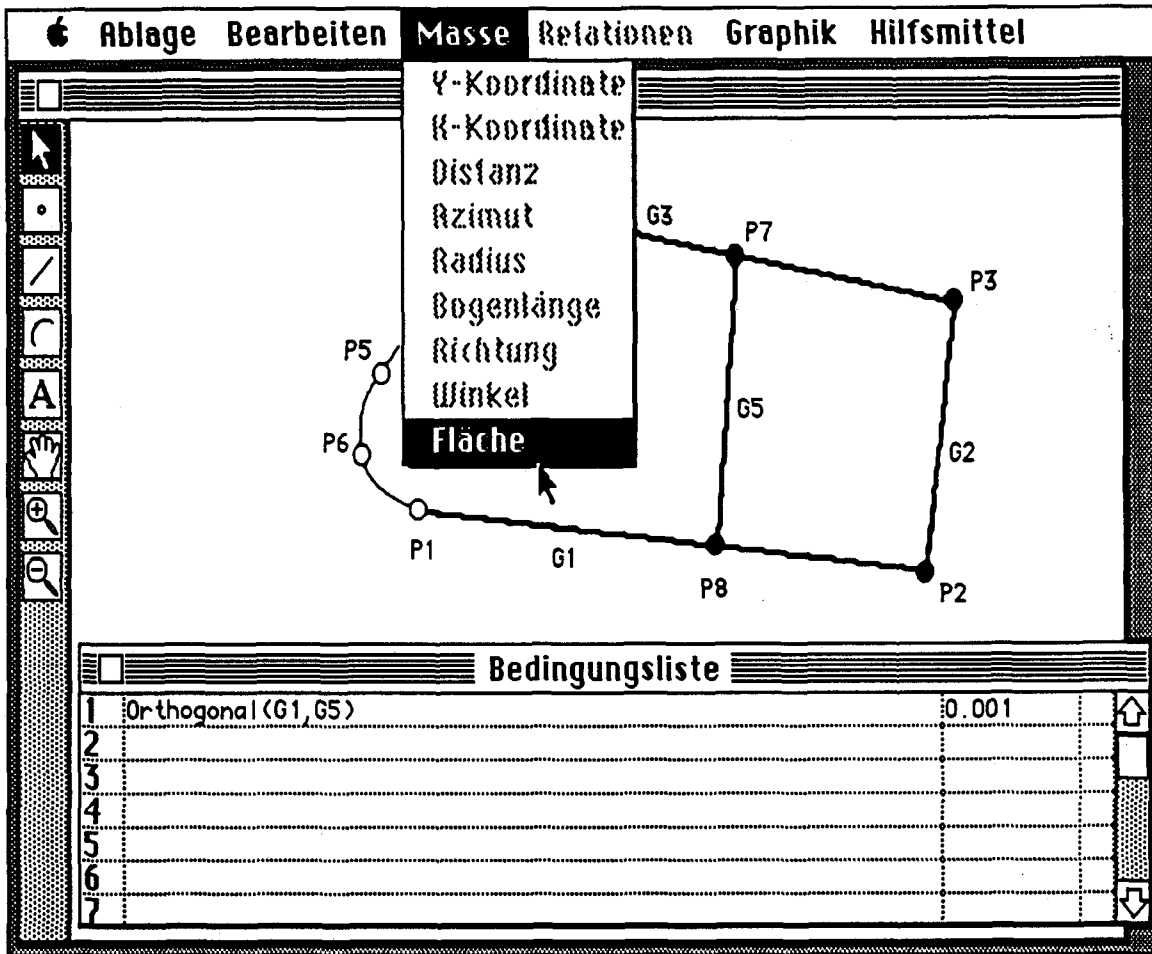 Ablage Bearbeiten Masse Relationen Graphik Hilfsmittel
Y-Koordinate
X-Koordinate
Distanz
Azimut
Radius
Bogenlänge
Richtung
Winkel
Fläche
G3
P7
P3
P5
A
G5
P6
G2
P1
G1
P8
P2
Bedingungsliste
1 Orthogonal(G1,G5) 0.001
2
3
4
5
6
7